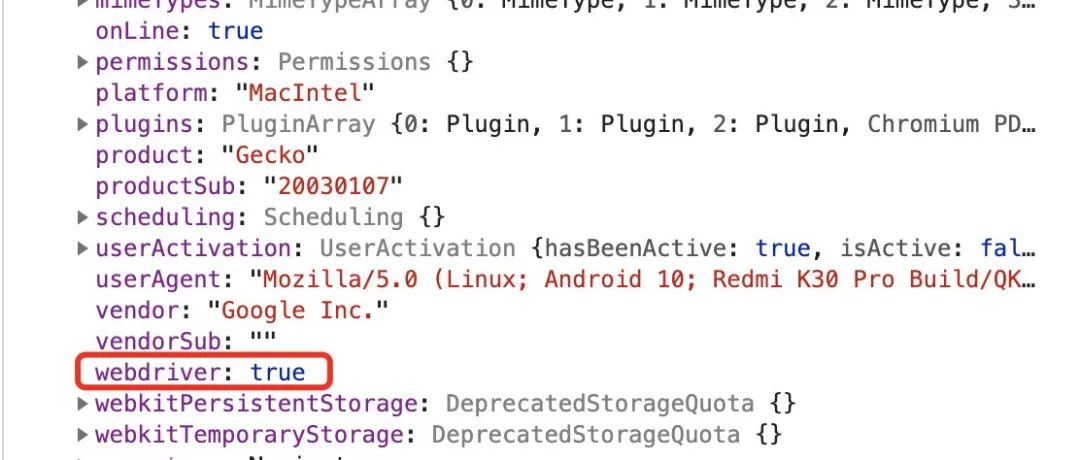 mimeTypes: MimeTypeArray {0: MimeType, 1: MimeType, 2: MimeType, 3…
onLine: true
permissions: Permissions {}
platform: "MacIntel"
plugins: PluginArray {0: Plugin, 1: Plugin, 2: Plugin, Chromium PD…
product: "Gecko"
productSub: "20030107"
scheduling: Scheduling {}
userActivation: UserActivation {hasBeenActive: true, isActive: fal…
userAgent: "Mozilla/5.0 (Linux; Android 10; Redmi K30 Pro Build/QK…
vendor: "Google Inc."
vendorSub: ""
webdriver: true
webkitPersistentStorage: DeprecatedStorageQuota {}
webkitTemporaryStorage: DeprecatedStorageQuota {}